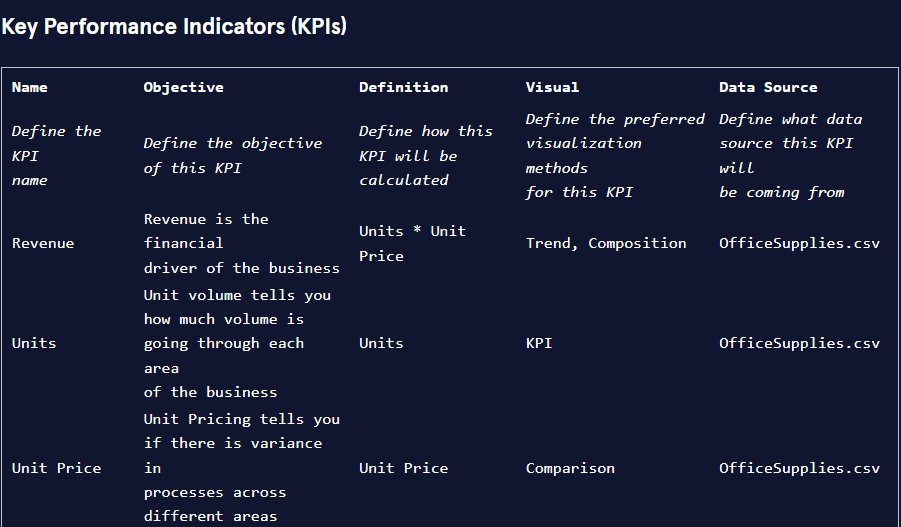 Key Performance Indicators (KPIs)
Name Objective Definition Visual Data Source
Define the KPI name
Define the objective of this KPI
Define how this KPI will be calculated
Define the preferred visualization methods for this KPI
Define what data source this KPI will be coming from
Revenue
Revenue is the financial driver of the business
Units * Unit Price
Trend, Composition
OfficeSupplies.csv
Units
Unit volume tells you how much volume is going through each area of the business
Units
KPI
OfficeSupplies.csv
Unit Price
Unit Pricing tells you if there is variance in processes across different areas
Unit Price
Comparison
OfficeSupplies.csv